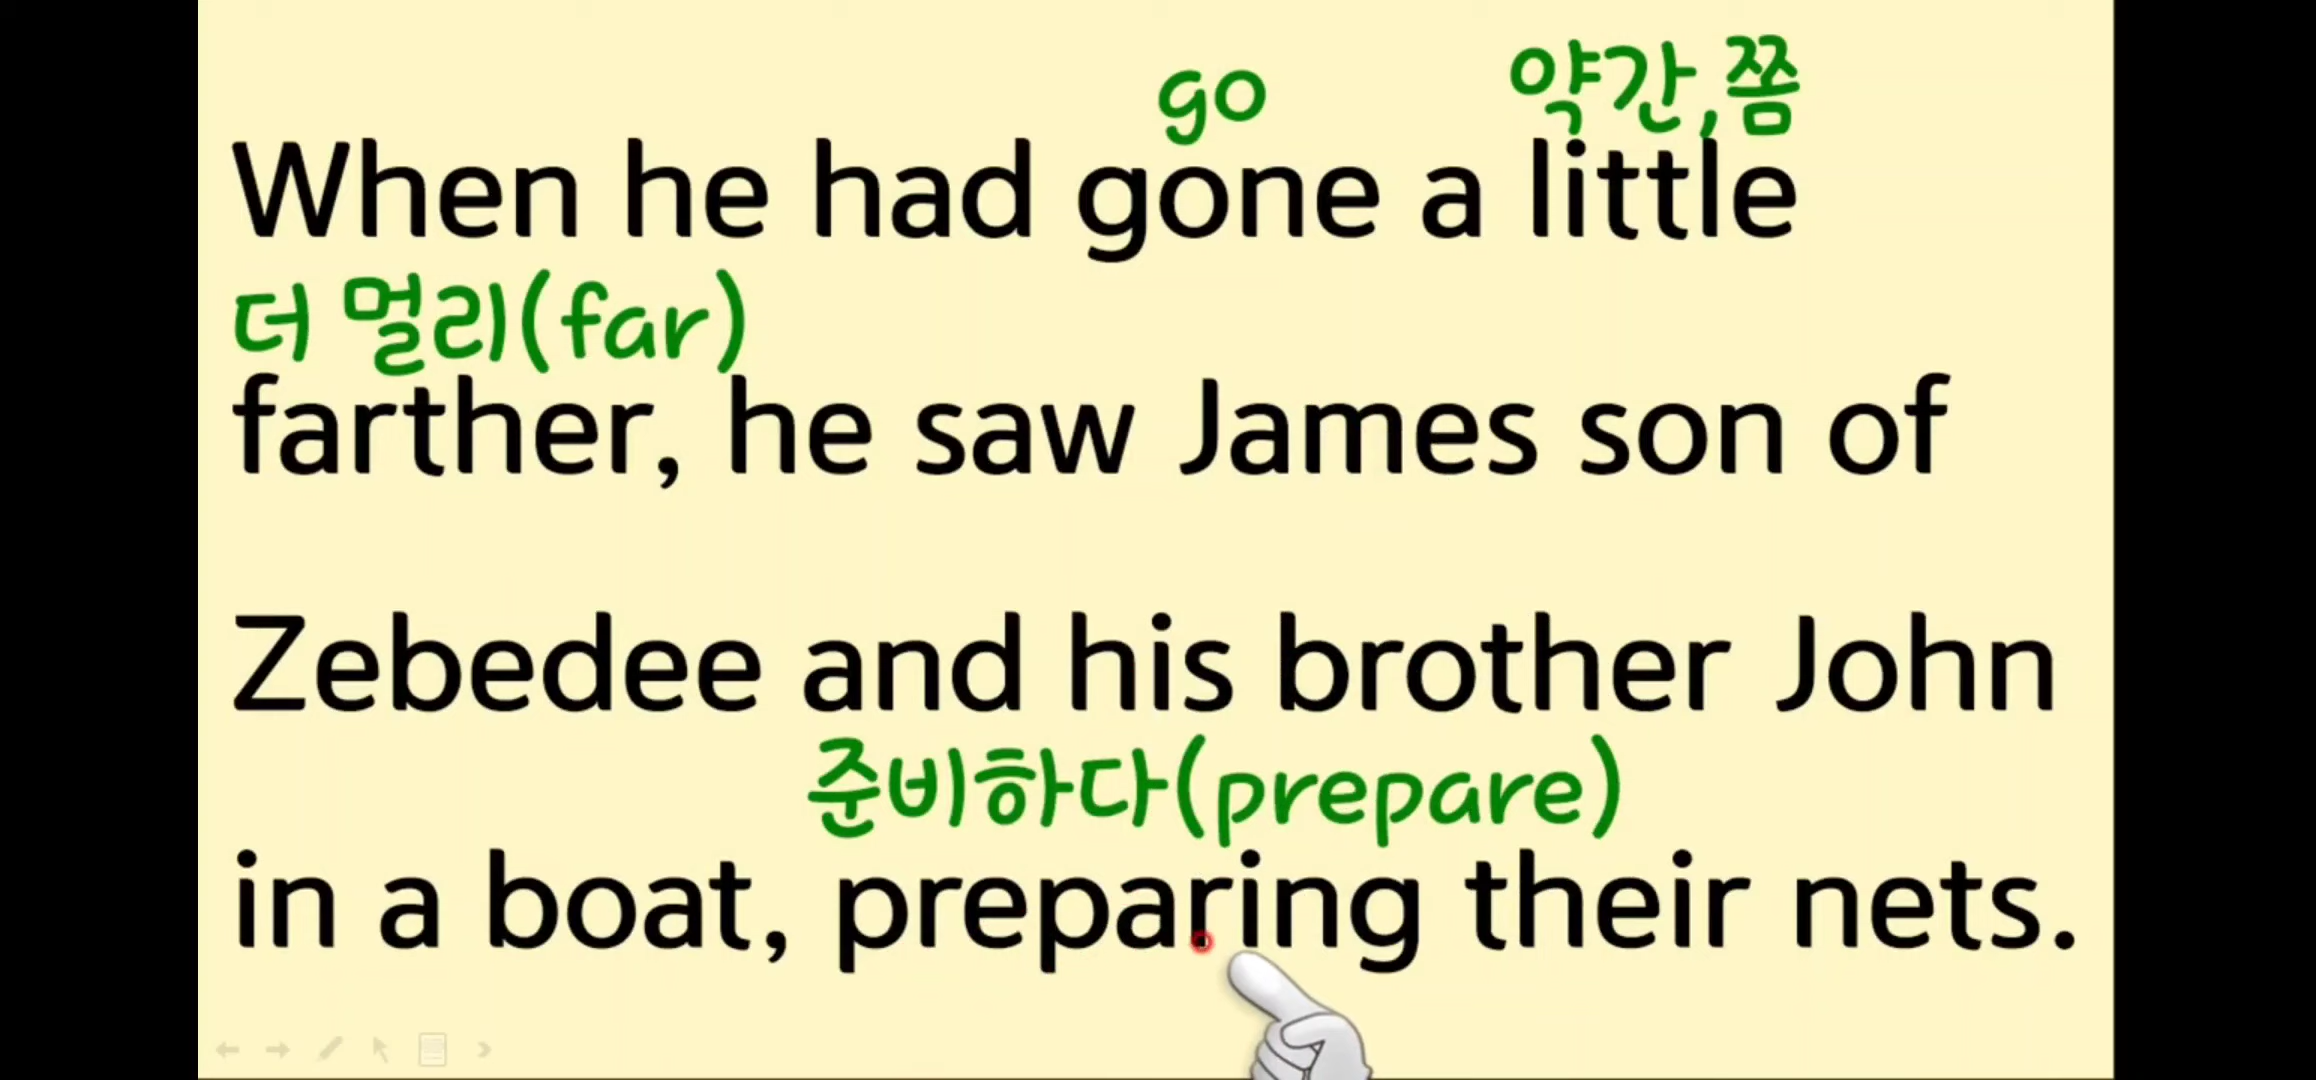 go 약간,쫌
When he had gone a little
더 멀리(far)
farther, he saw James son of
Zebedee and his brother John
준비하다(prepare)
in a boat, preparing their nets.